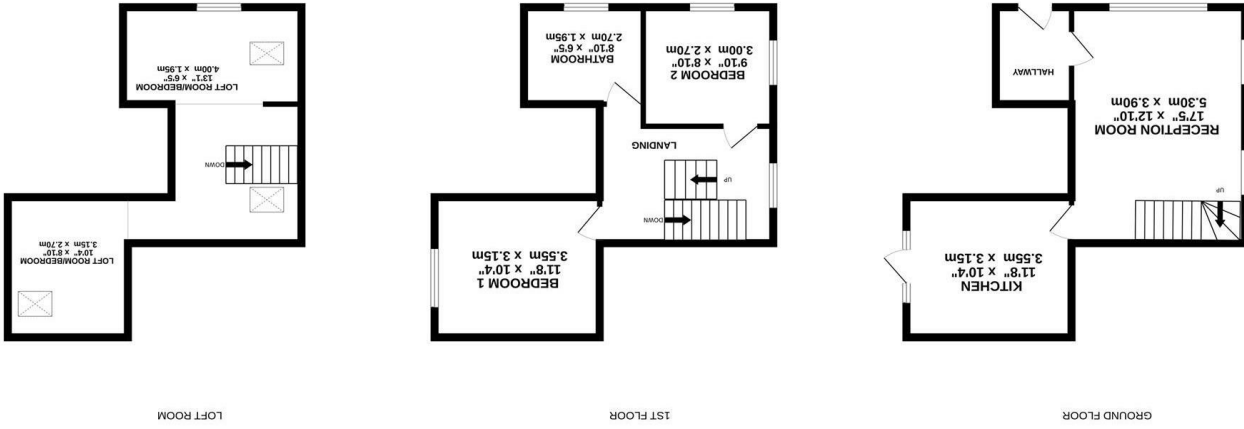 GROUND FLOOR
KITCHEN
11'8" x 10'4"
3.55m x 3.15m
UP
RECEPTION ROOM
17'5" x 12'10"
5.30m x 3.90m
HALLWAY
1ST FLOOR
BEDROOM 1
11'8" x 10'4"
3.55m x 3.15m
DOWN
UP
LANDING
BEDROOM 2
9'10" x 8'10"
3.00m x 2.70m
BATHROOM
8'10" x 6'5"
2.70m x 1.95m
LOFT ROOM
LOFT ROOM/BEDROOM
10'4" x 8'10"
3.15m x 2.70m
DOWN
LOFT ROOM/BEDROOM
13'1" x 6'5"
4.00m x 1.95m